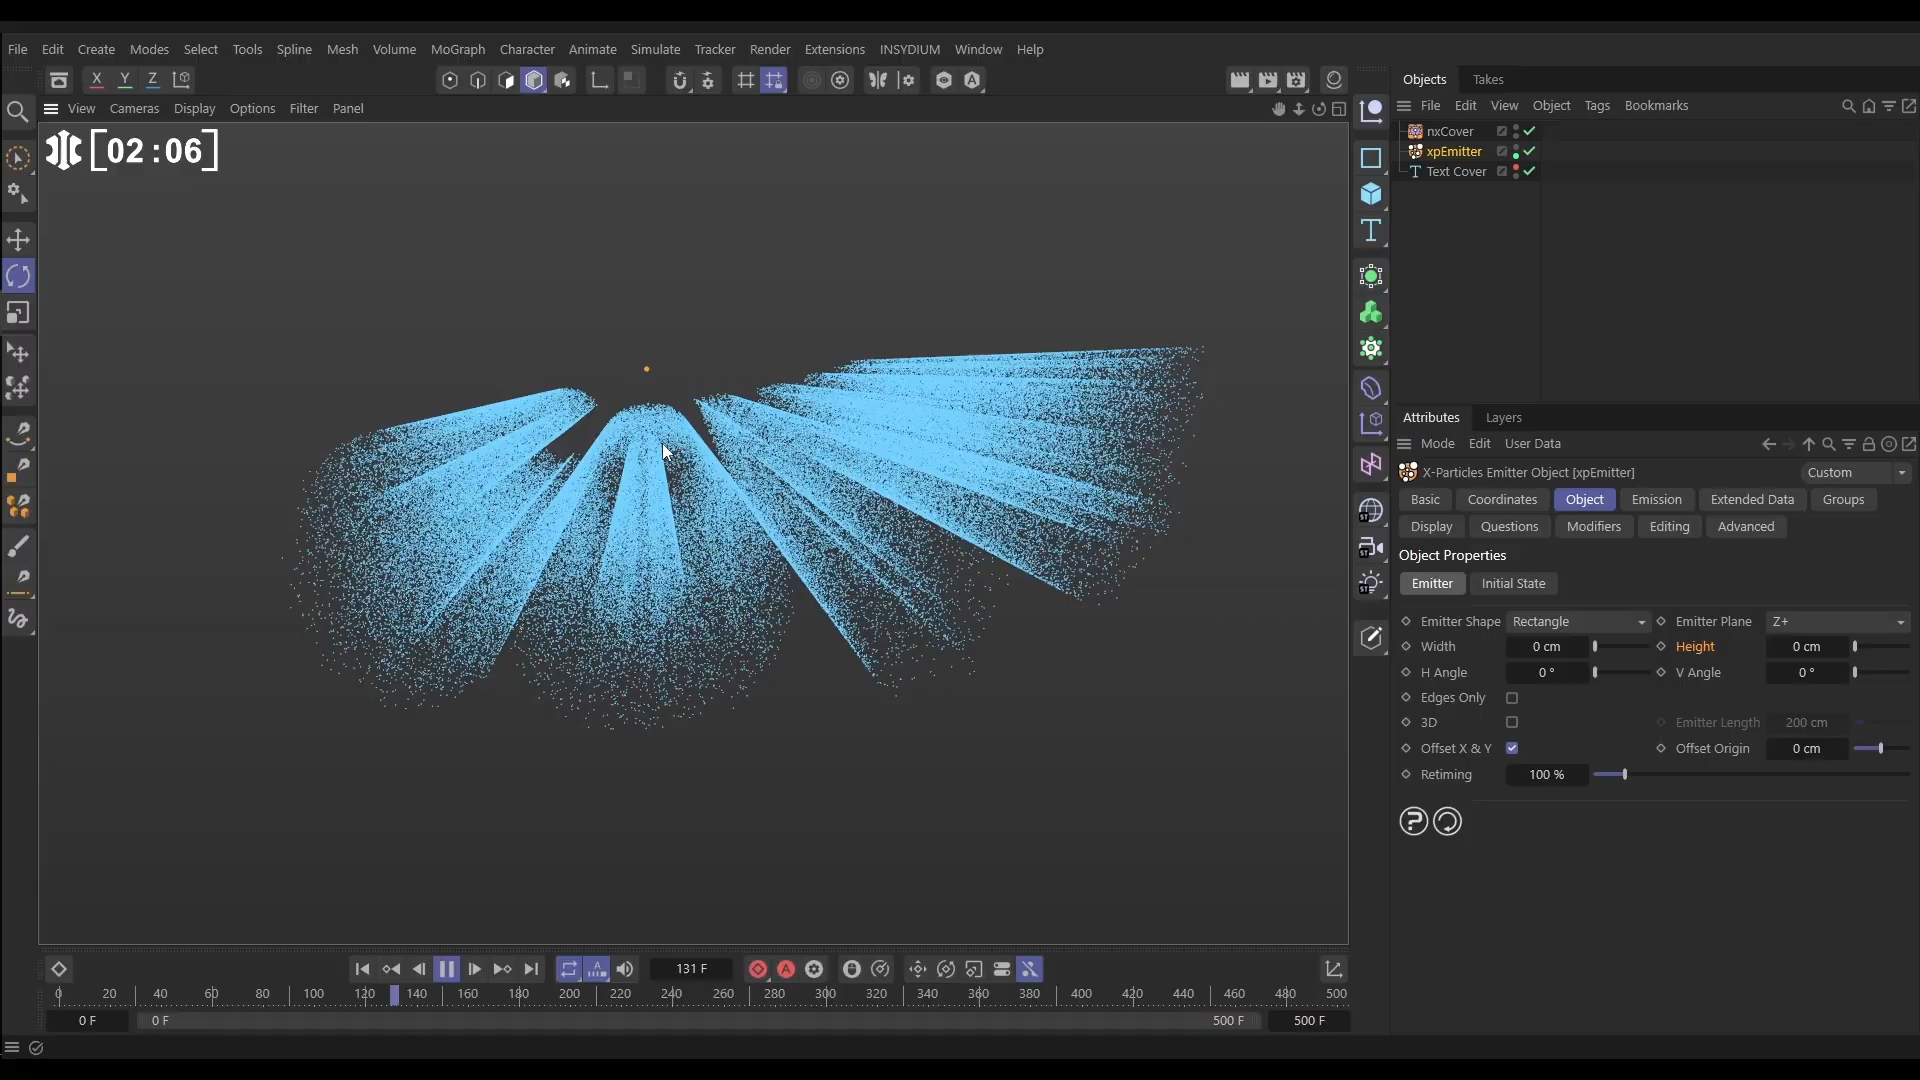 File Edit Create Modes Select Tools Spline Mesh Volume MoGraph Character Animate Simulate Tracker Render Extensions INSYDIUM Window Help
X Y Z
View Cameras Display Options Filter Panel
[02:06]
Objects Takes
File Edit View Object Tags Bookmarks
nxCover
xpEmitter
Text Cover
Attributes Layers
Mode Edit User Data
X-Particles Emitter Object [xpEmitter] Custom
Basic Coordinates Object Emission Extended Data Groups
Display Questions Modifiers Editing Advanced
Object Properties
Emitter Initial State
Emitter Shape Rectangle Emitter Plane Z+
Width 0 cm Height 0 cm
H Angle 0 ° V Angle 0 °
Edges Only
3D Emitter Length 200 cm
Offset X & Y Offset Origin 0 cm
Retiming 100 %
131 F
0 20 40 60 80 100 120 140 160 180 200 220 240 260 280 300 320 340 360 380 400 420 440 460 480 500
0 F 0 F 500 F 500 F